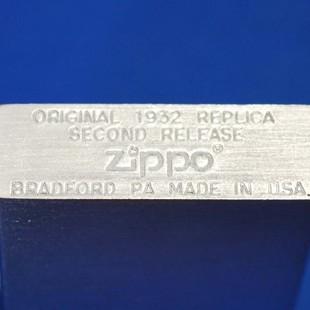 ORIGINAL 1932 REPLICA
SECOND RELEASE
zippo®
BRADFORD PA MADE IN USA